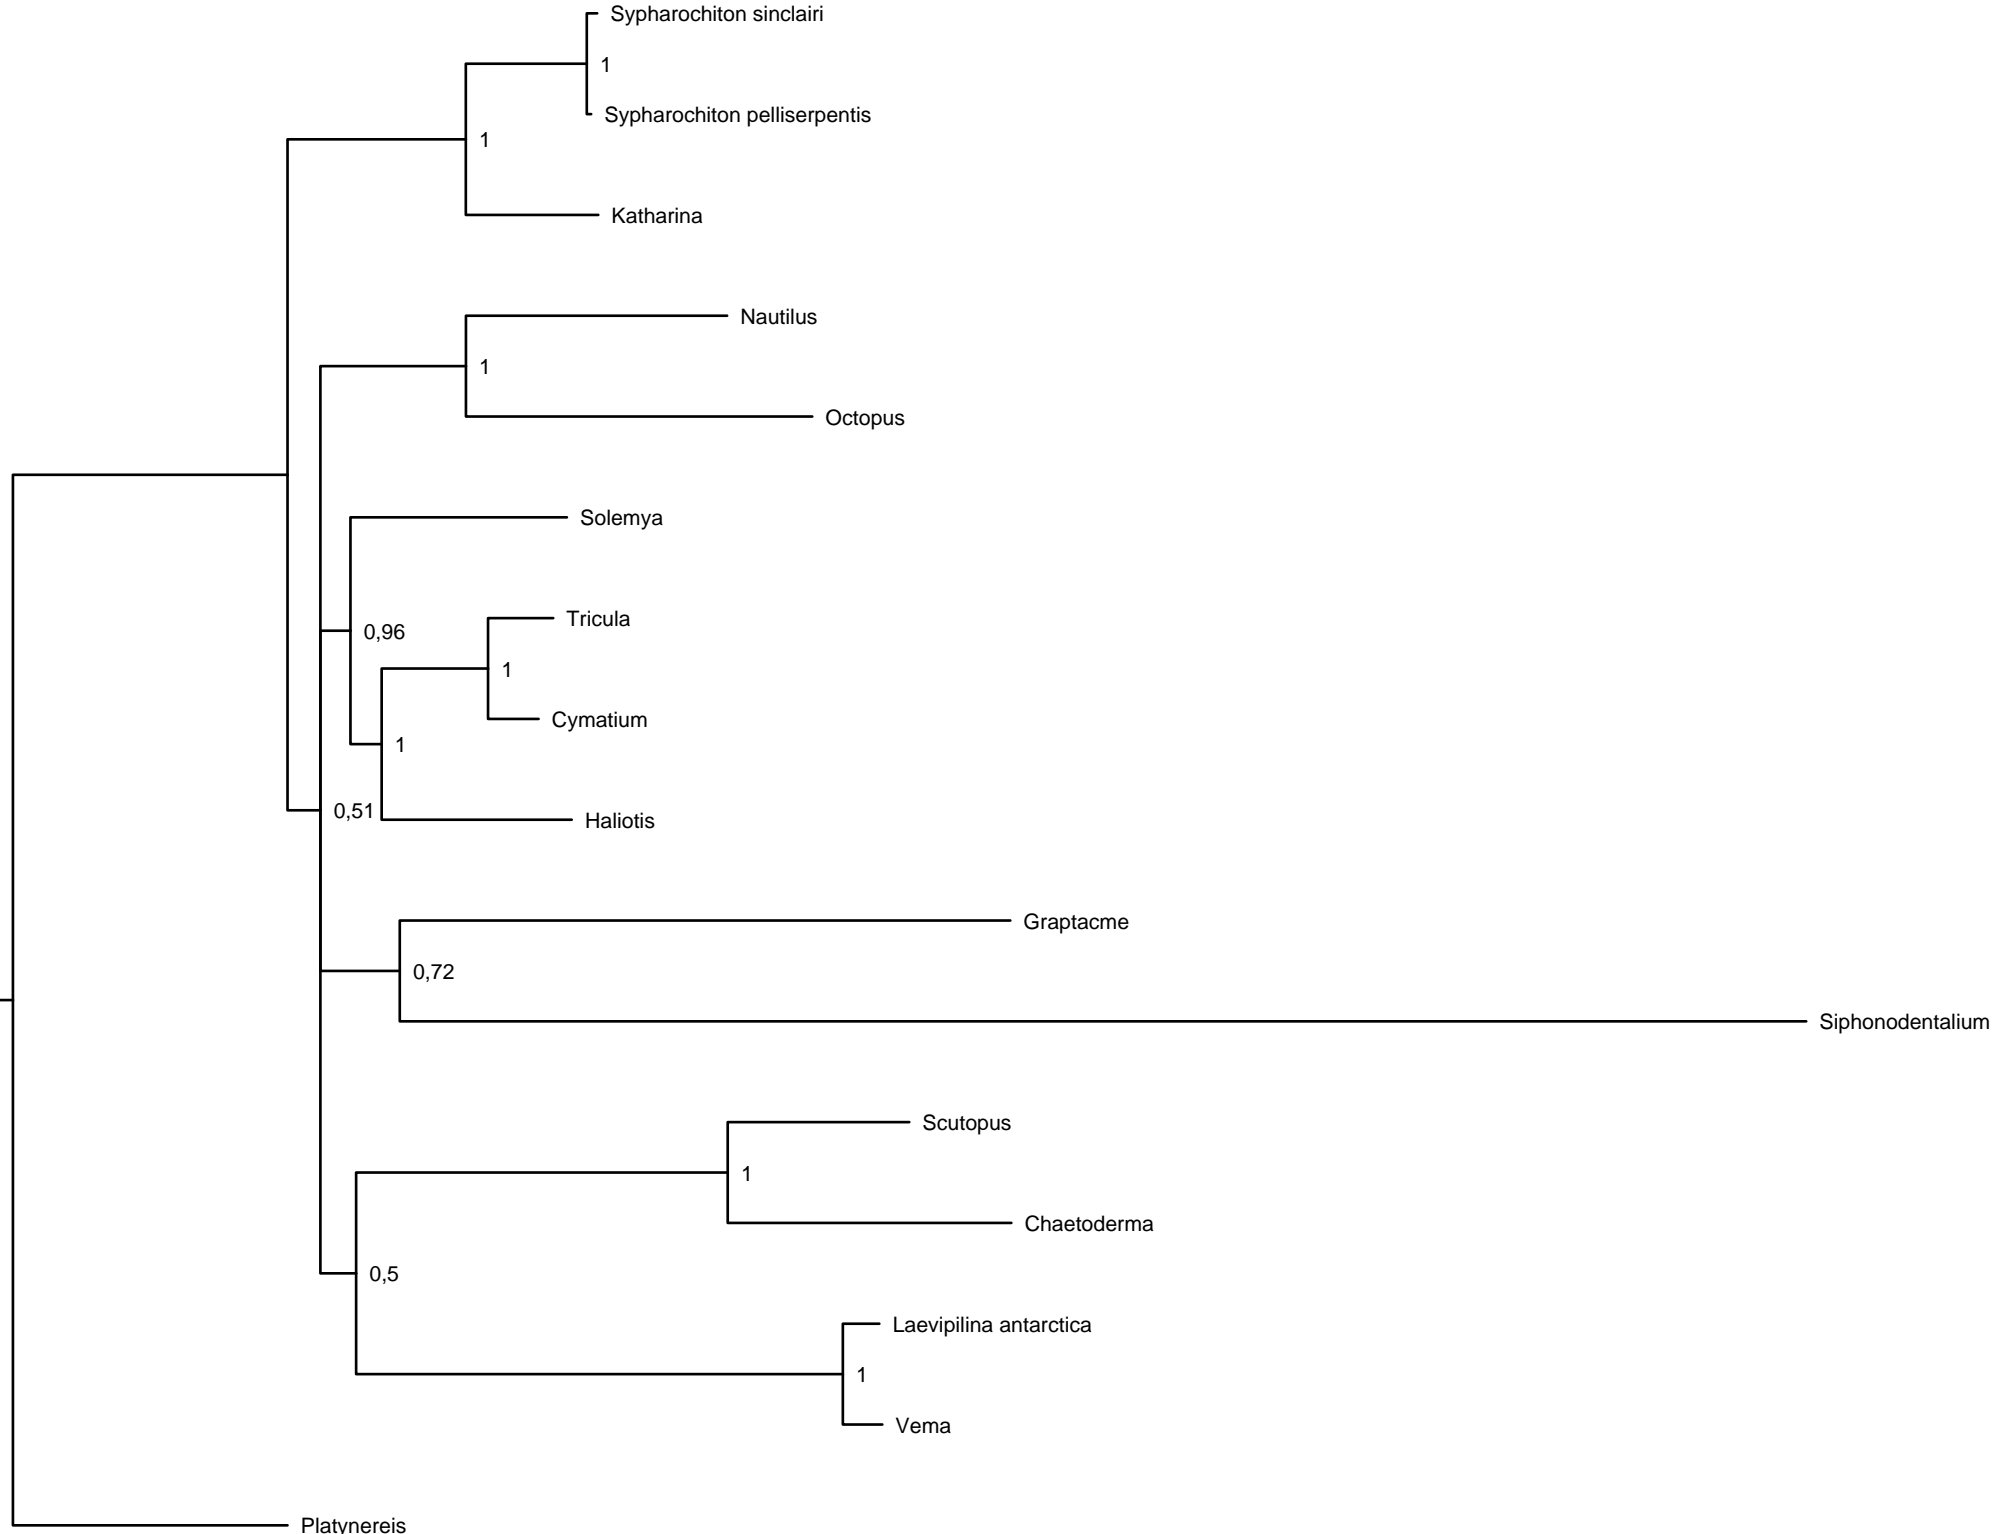 Sypharochiton sinclairi
1
Sypharochiton pelliserpentis
1
Katharina
Nautilus
1
Octopus
Solemya
Tricula
0,96
1
Cymatium
1
0,51
Haliotis
Graptacme
0,72
Siphonodentalium
Scutopus
1
Chaetoderma
0,5
Laevipilina antarctica
1
Vema
Platynereis